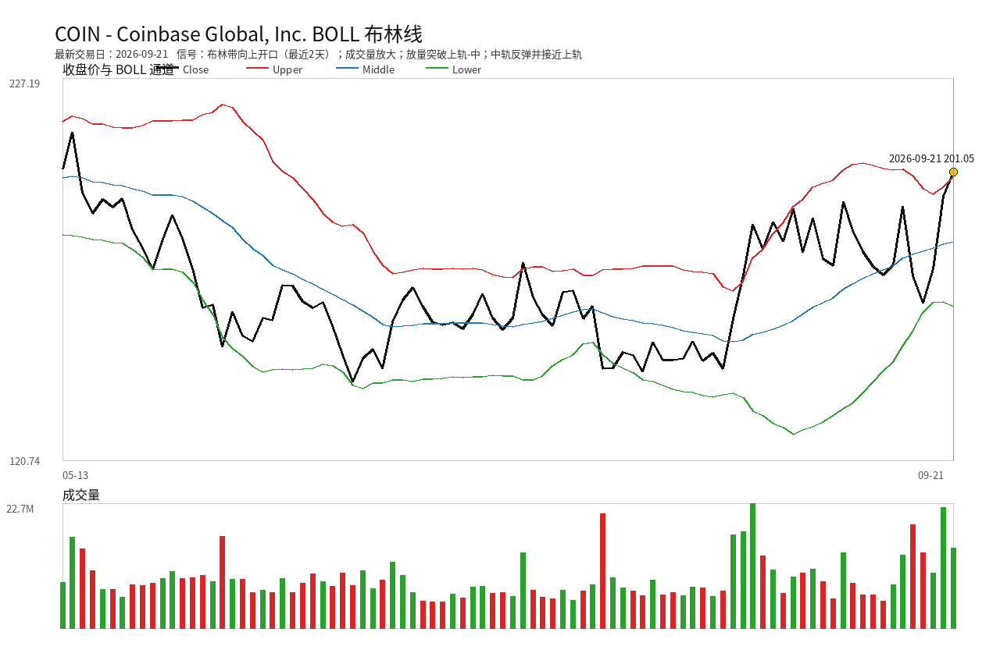 COIN - Coinbase Global, Inc. BOLL 布林线
最新交易日：2026-09-21 信号：布林带向上开口（最近2天）；成交量放大；放量突破上轨-中；中轨反弹并接近上轨
收盘价与 BOLL 通道 Close Upper Middle Lower
227.19
2026-09-21 201.05
120.74
05-13 09-21
成交量
22.7M